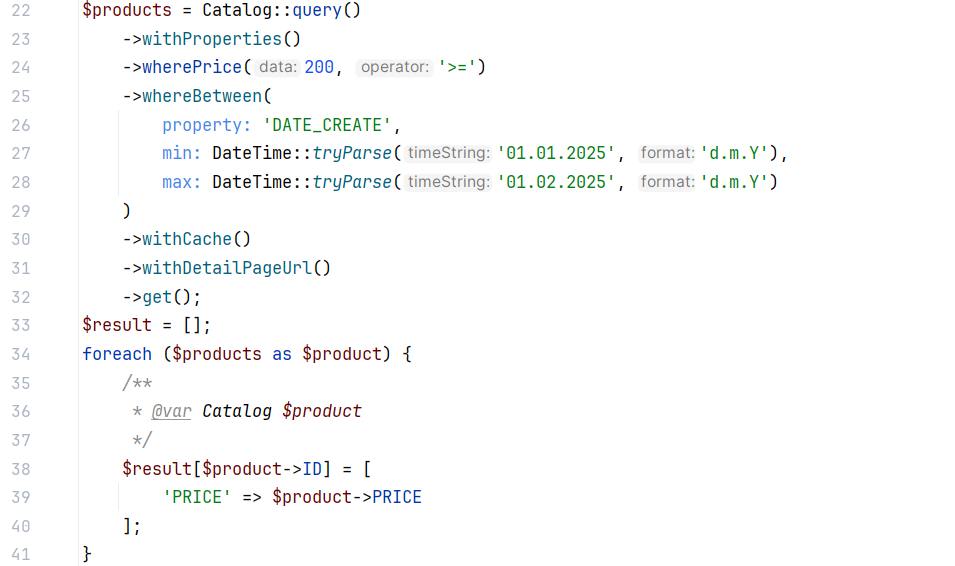 22 $products = Catalog::query()
23     ->withProperties()
24     ->wherePrice( data: 200, operator: '>=')
25     ->whereBetween(
26         property: 'DATE_CREATE',
27         min: DateTime::tryParse( timeString: '01.01.2025', format: 'd.m.Y'),
28         max: DateTime::tryParse( timeString: '01.02.2025', format: 'd.m.Y')
29     )
30     ->withCache()
31     ->withDetailPageUrl()
32     ->get();
33 $result = [];
34 foreach ($products as $product) {
35     /**
36      * @var Catalog $product
37      */
38     $result[$product->ID] = [
39         'PRICE' => $product->PRICE
40     ];
41 }